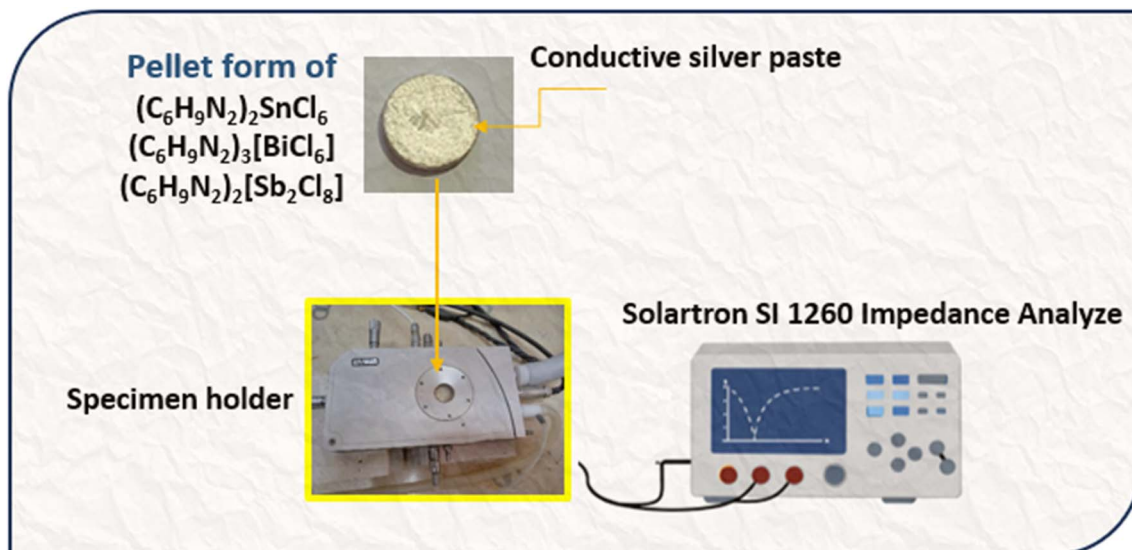 Pellet form of
(C₆H₉N₂)₂SnCl₆
(C₆H₉N₂)₃[BiCl₆]
(C₆H₉N₂)₂[Sb₂Cl₈]
Conductive silver paste
Solartron SI 1260 Impedance Analyze
Specimen holder